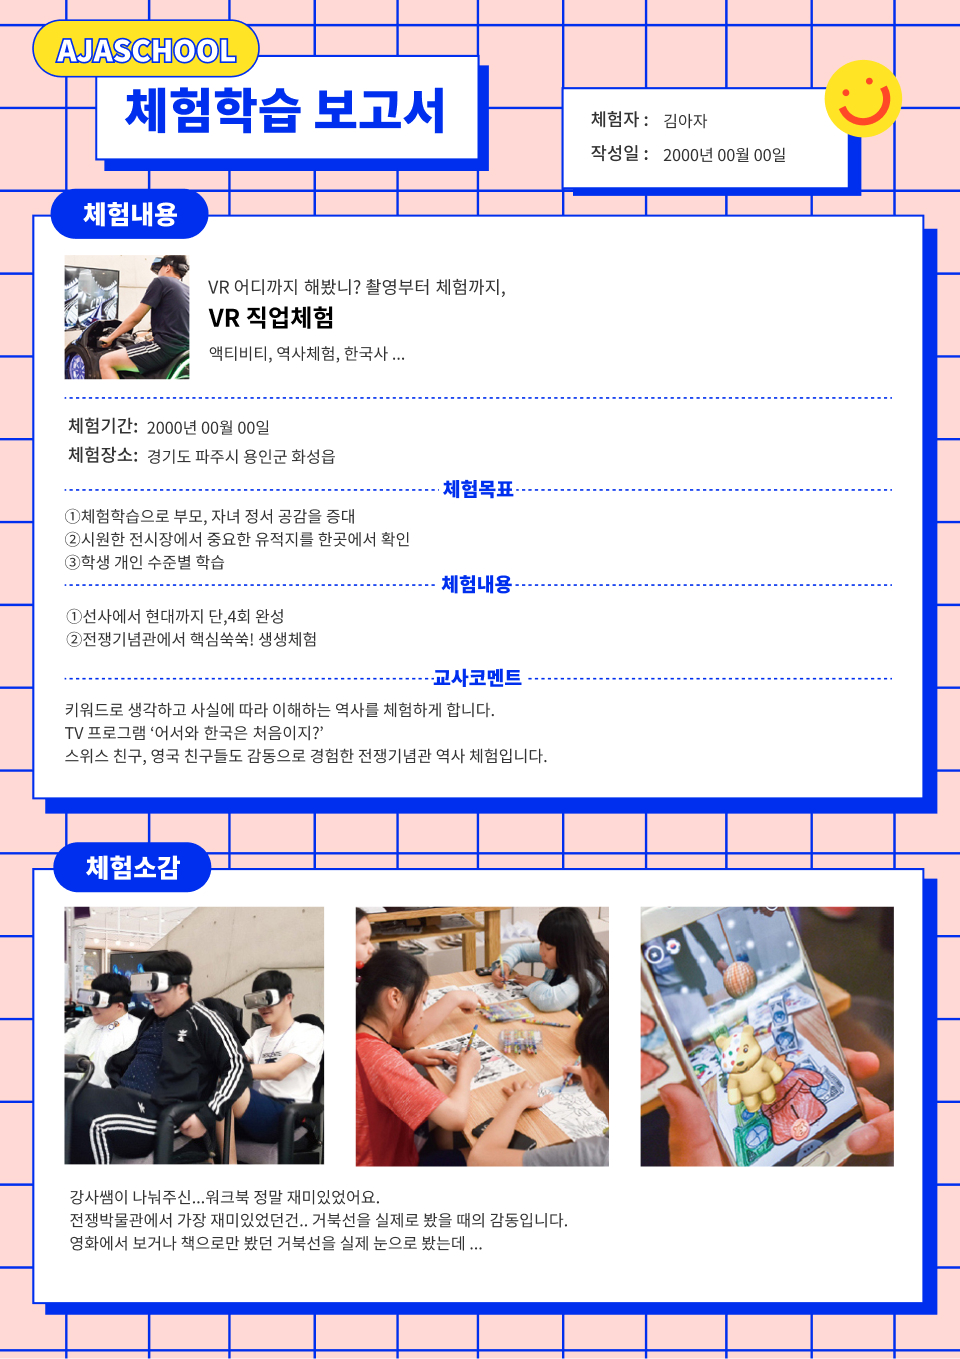 AJASCHOOL
체험학습 보고서
체험자 : 김아자
작성일 : 2000년 00월 00일
체험내용
VR 어디까지 해봤니? 촬영부터 체험까지,
VR 직업체험
액티비티, 역사체험, 한국사 ...
체험기간: 2000년 00월 00일
체험장소: 경기도 파주시 용인군 화성읍
체험목표
①체험학습으로 부모, 자녀 정서 공감을 증대
②시원한 전시장에서 중요한 유적지를 한곳에서 확인
③학생 개인 수준별 학습
체험내용
①선사에서 현대까지 단,4회 완성
②전쟁기념관에서 핵심쏙쏙! 생생체험
교사코멘트
키워드로 생각하고 사실에 따라 이해하는 역사를 체험하게 합니다.
TV 프로그램 ‘어서와 한국은 처음이지?’
스위스 친구, 영국 친구들도 감동으로 경험한 전쟁기념관 역사 체험입니다.
체험소감
강사쌤이 나눠주신...워크북 정말 재미있었어요.
전쟁박물관에서 가장 재미있었던건.. 거북선을 실제로 봤을 때의 감동입니다.
영화에서 보거나 책으로만 봤던 거북선을 실제 눈으로 봤는데 ...